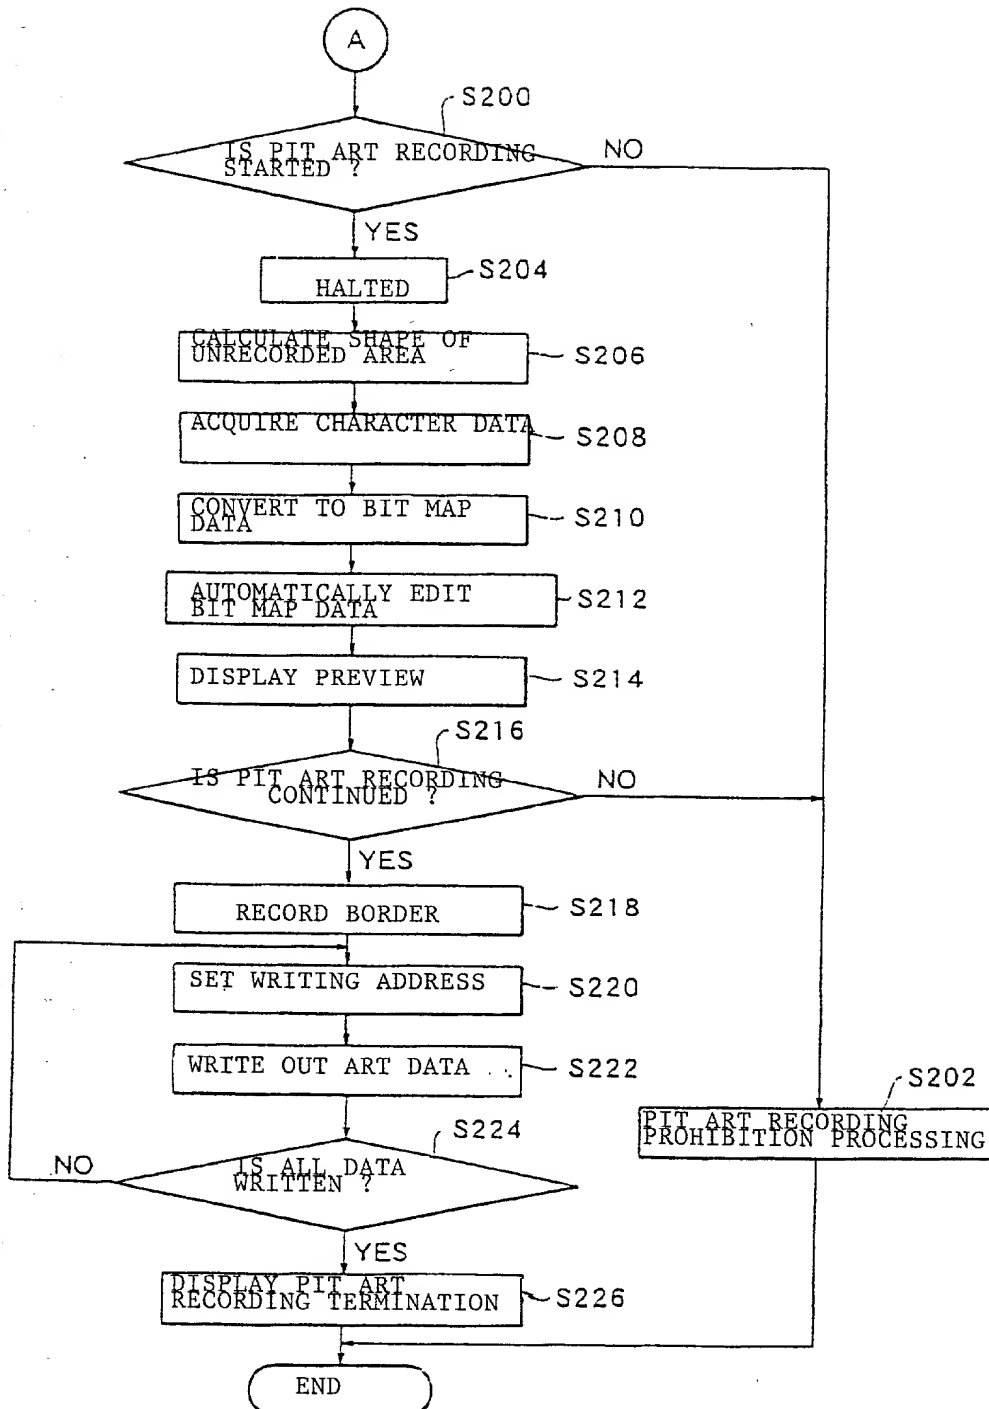 A
S200
IS PIT ART RECORDING
STARTED ?
NO
YES
S204
HALTED
CALCULATE SHAPE OF
UNRECORDED AREA
S206
ACQUIRE CHARACTER DATA
S208
CONVERT TO BIT MAP
DATA
S210
AUTOMATICALLY EDIT
BIT MAP DATA
S212
DISPLAY PREVIEW
S214
S216
IS PIT ART RECORDING
CONTINUED ?
NO
YES
RECORD BORDER
S218
SET WRITING ADDRESS
S220
WRITE OUT ART DATA
S222
S202
PIT ART RECORDING
PROHIBITION PROCESSING
S224
IS ALL DATA
WRITTEN ?
NO
YES
DISPLAY PIT ART
RECORDING TERMINATION
S226
END